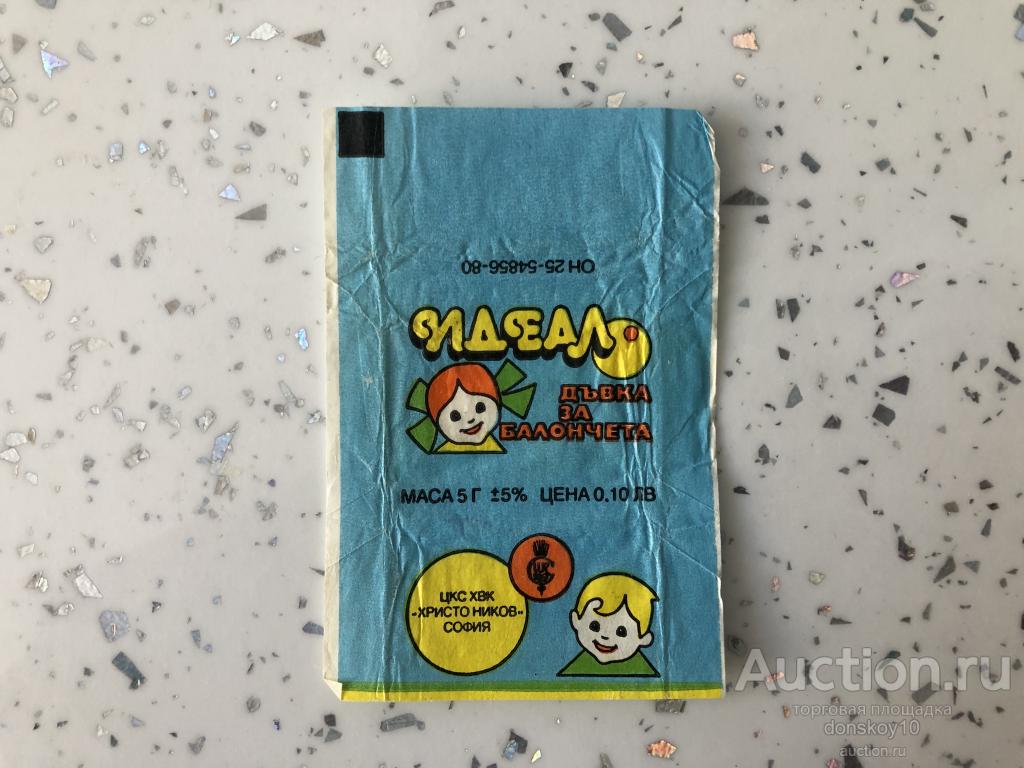 ОН 25-54856-80
ИДЕАЛ
ДЪВКА
ЗА
БАЛОНЧЕТА
МАСА 5 Г ±5% ЦЕНА 0.10 ЛВ
ЦКС ХВК
"ХРИСТО НИКОВ"
СОФИЯ
Auction.ru
торговая площадка
donskoy10
auction.ru